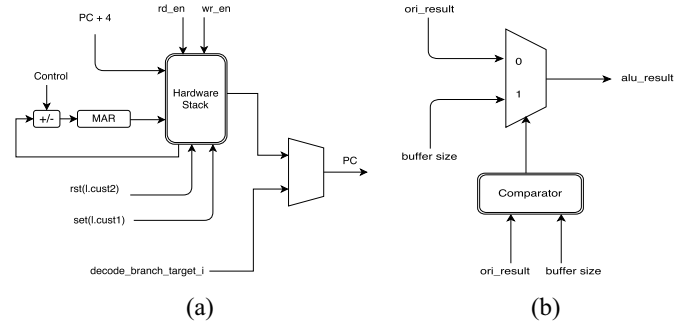 rd_en
wr_en
PC + 4
Control
+/-
MAR
Hardware
Stack
PC
rst(l.cust2)
set(l.cust1)
decode_branch_target_i
(a)
ori_result
0
1
alu_result
buffer size
Comparator
ori_result
buffer size
(b)